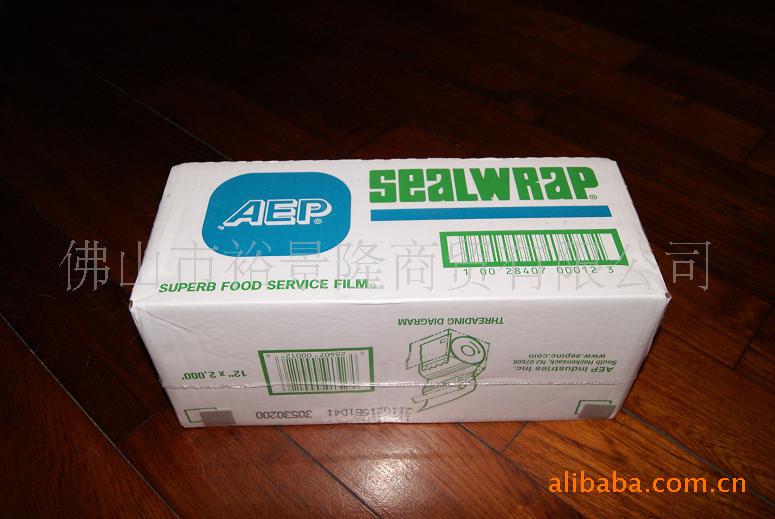 AEP®
SEALWRAP®
1 00 28407 00012 3
佛山市裕景隆商贸有限公司
SUPERB FOOD SERVICE FILM®
THREADING DIAGRAM
AEP Industries Inc.
South Hackensack, NJ 07606
www.aepinc.com
12" x 2,000'
28407 00012
30530200
alibaba.com.cn